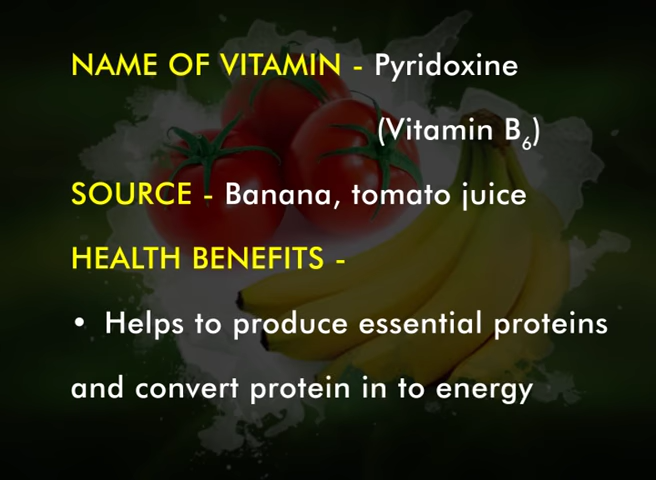 NAME OF VITAMIN - Pyridoxine
(Vitamin B₆)
SOURCE - Banana, tomato juice
HEALTH BENEFITS -
• Helps to produce essential proteins
and convert protein in to energy